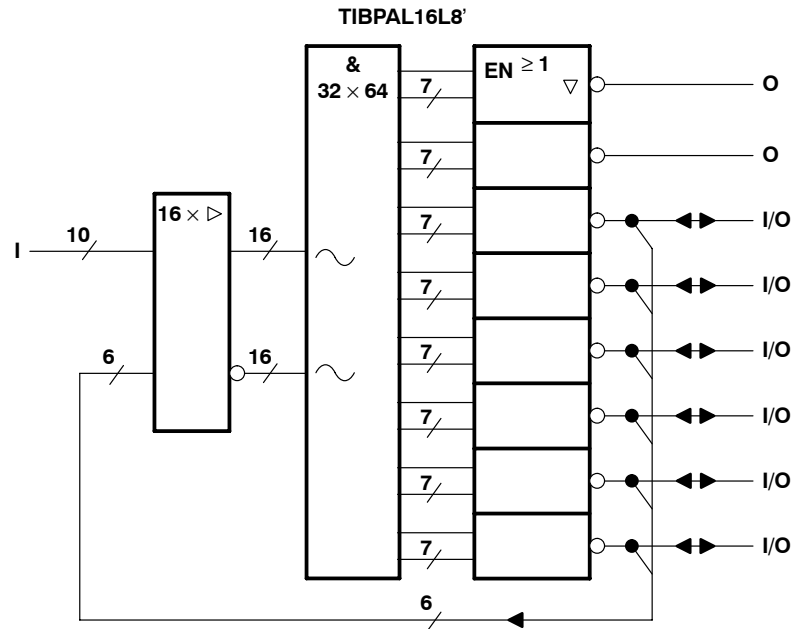 TIBPAL16L8’
&
32 × 64
EN ≥ 1
▽
7
O
7
O
16 × ▷
I
10
16
7
I/O
7
I/O
6
16
7
I/O
7
I/O
7
I/O
7
I/O
6